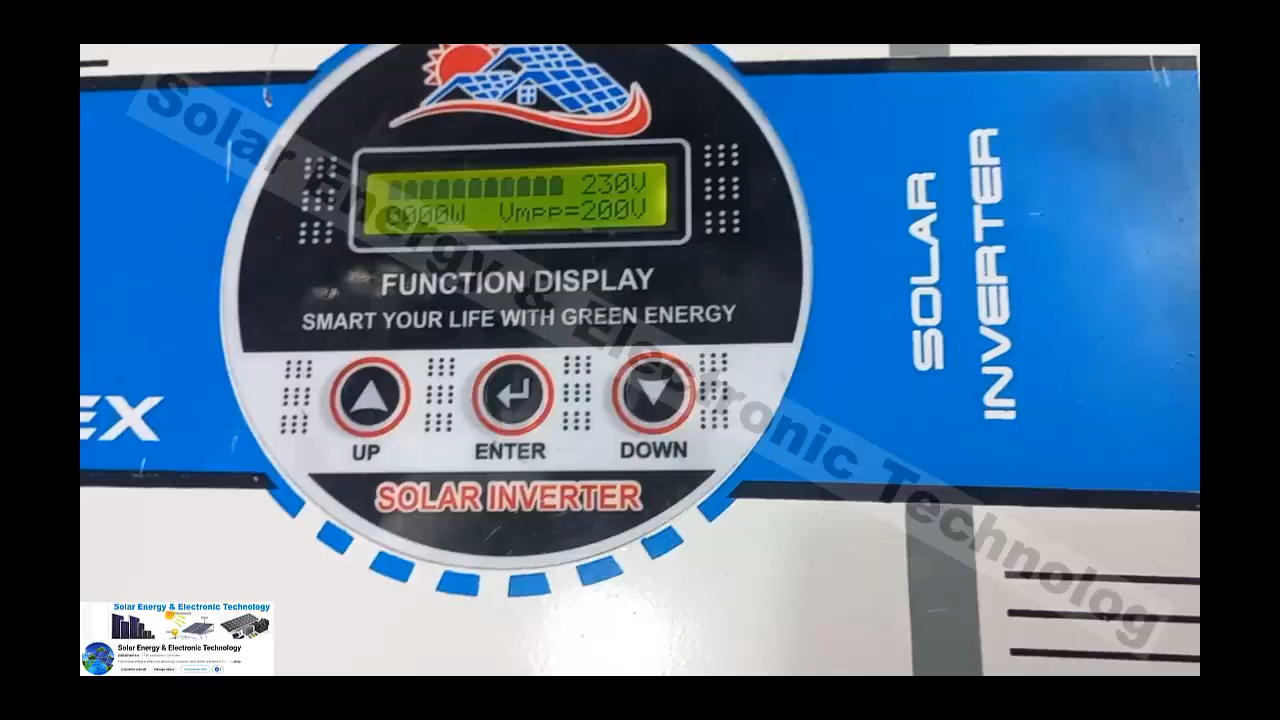 230V
0000W Vmpp=200V
FUNCTION DISPLAY
SMART YOUR LIFE WITH GREEN ENERGY
UP
ENTER
DOWN
SOLAR INVERTER
EX
SOLAR
INVERTER
Solar Energy & Electronic Technolog
Solar Energy & Electronic Technology
Solar Energy & Electronic Technology